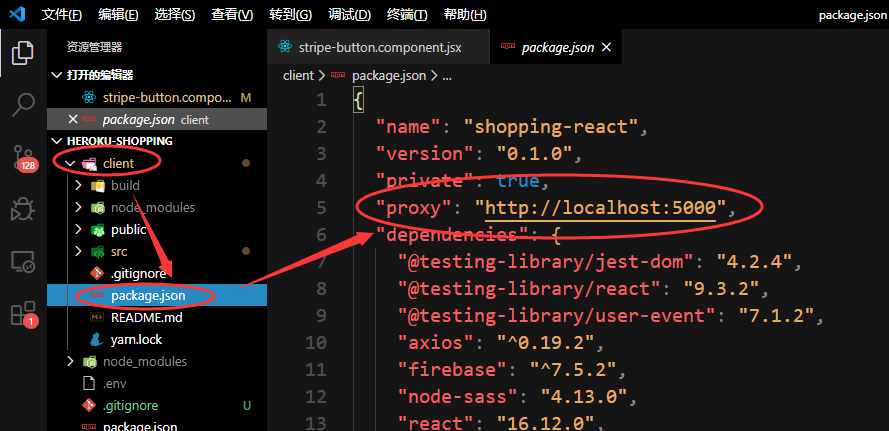 文件(F) 编辑(E) 选择(S) 查看(V) 转到(G) 调试(D) 终端(T) 帮助(H) package.json
资源管理器
打开的编辑器
stripe-button.compo... M
package.json client
HEROKU-SHOPPING
client
build
node_modules
public
src
.gitignore
package.json
README.md
yarn.lock
node_modules
.env
.gitignore U
package.json
128
1
stripe-button.component.jsx package.json
client > package.json > ...
1 {
2 "name": "shopping-react",
3 "version": "0.1.0",
4 "private": true,
5 "proxy": "http://localhost:5000",
6 "dependencies": {
7 "@testing-library/jest-dom": "4.2.4",
8 "@testing-library/react": "9.3.2",
9 "@testing-library/user-event": "7.1.2",
10 "axios": "^0.19.2",
11 "firebase": "^7.5.2",
12 "node-sass": "4.13.0",
13 "react": "16.12.0",